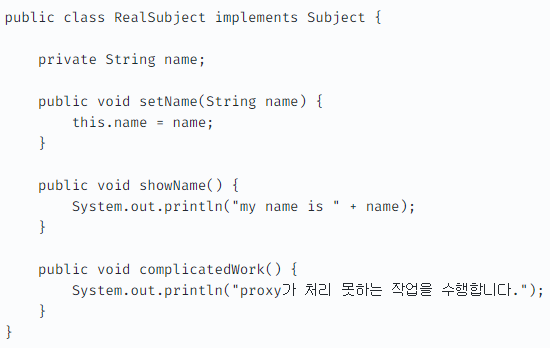 public class RealSubject implements Subject {
private String name;
public void setName(String name) {
this.name = name;
}
public void showName() {
System.out.println("my name is " + name);
}
public void complicatedWork() {
System.out.println("proxy가 처리 못하는 작업을 수행합니다.");
}
}